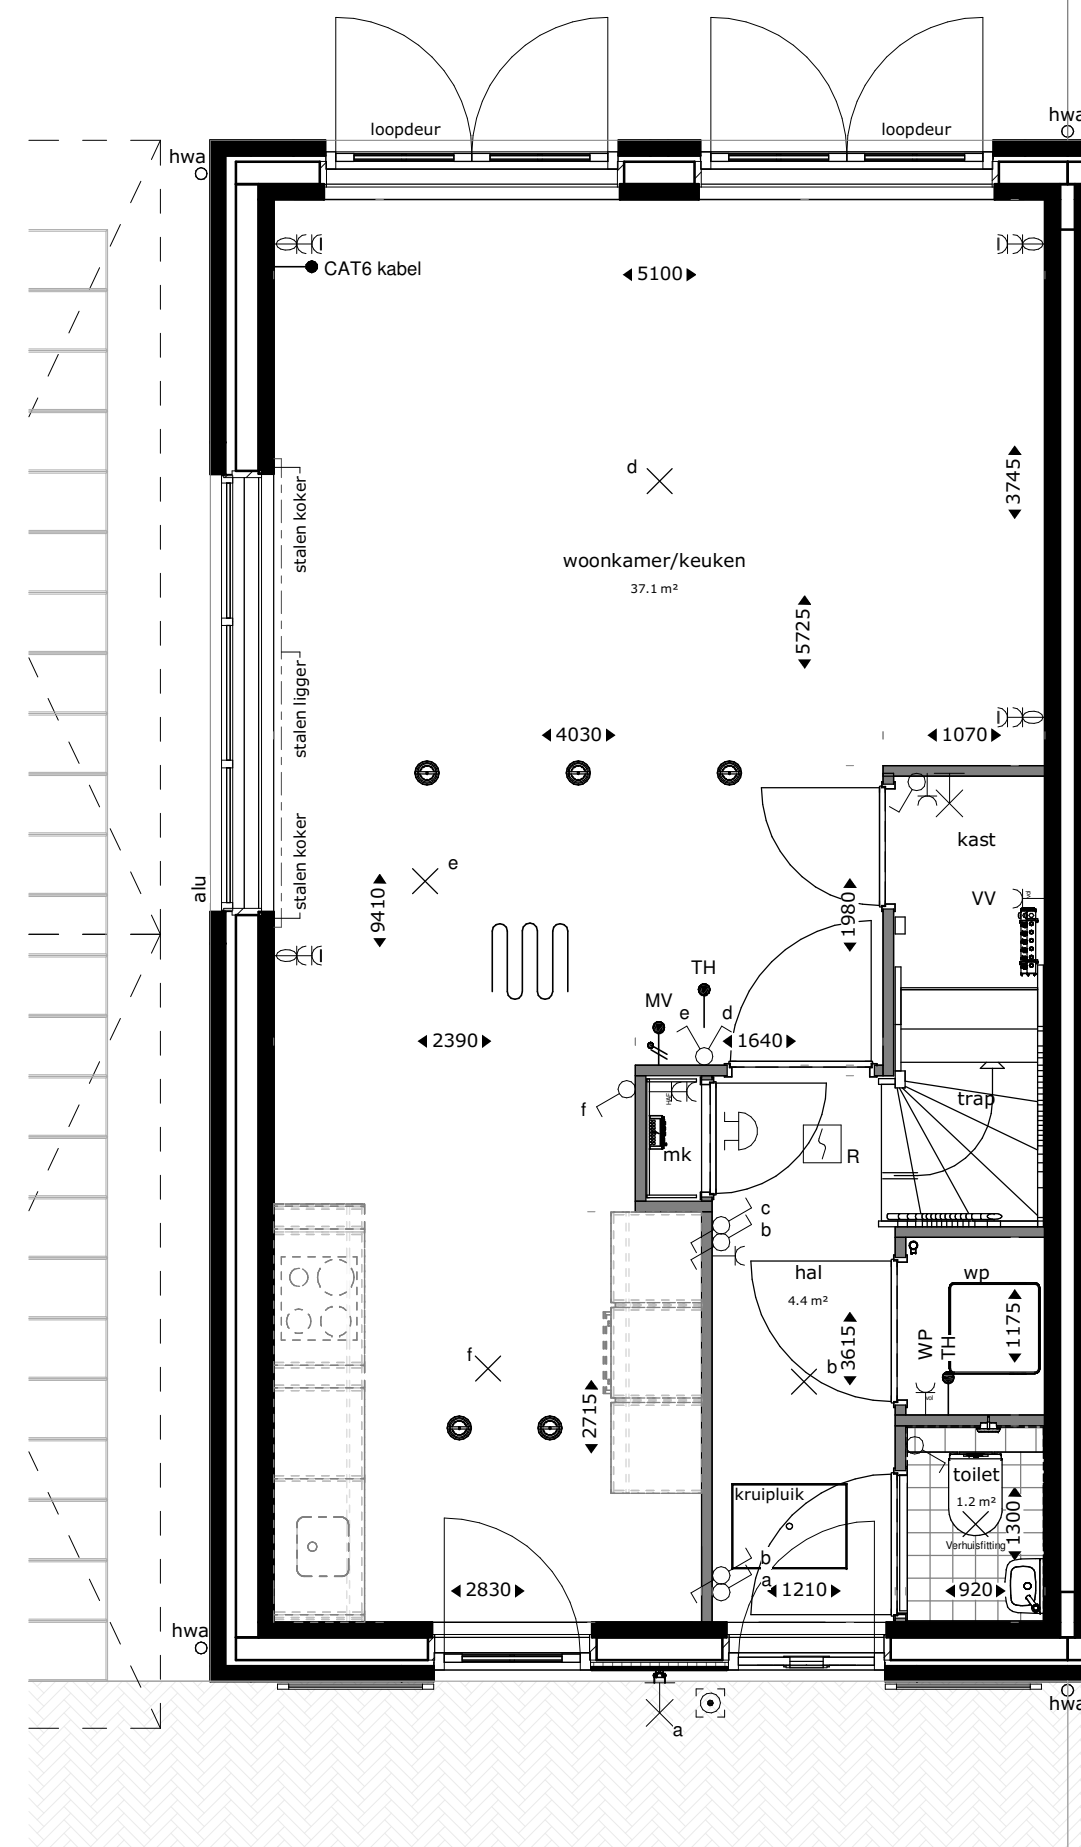 loopdeur
loopdeur
hwa
hwa
CAT6 kabel
5100
d
3745
stalen koker
woonkamer/keuken
37.1 m²
5725
stalen ligger
4030
1070
kast
stalen koker
e
alu
9410
1980
VV
TH
MV
e
d
2390
1640
f
trap
mk
R
c
b
hal
4.4 m²
wp
WP
TH
1175
3615
b
f
2715
toilet
1.2 m²
kruipluik
1300
Verhuisfitting
b
a
2830
1210
920
hwa
hwa
a